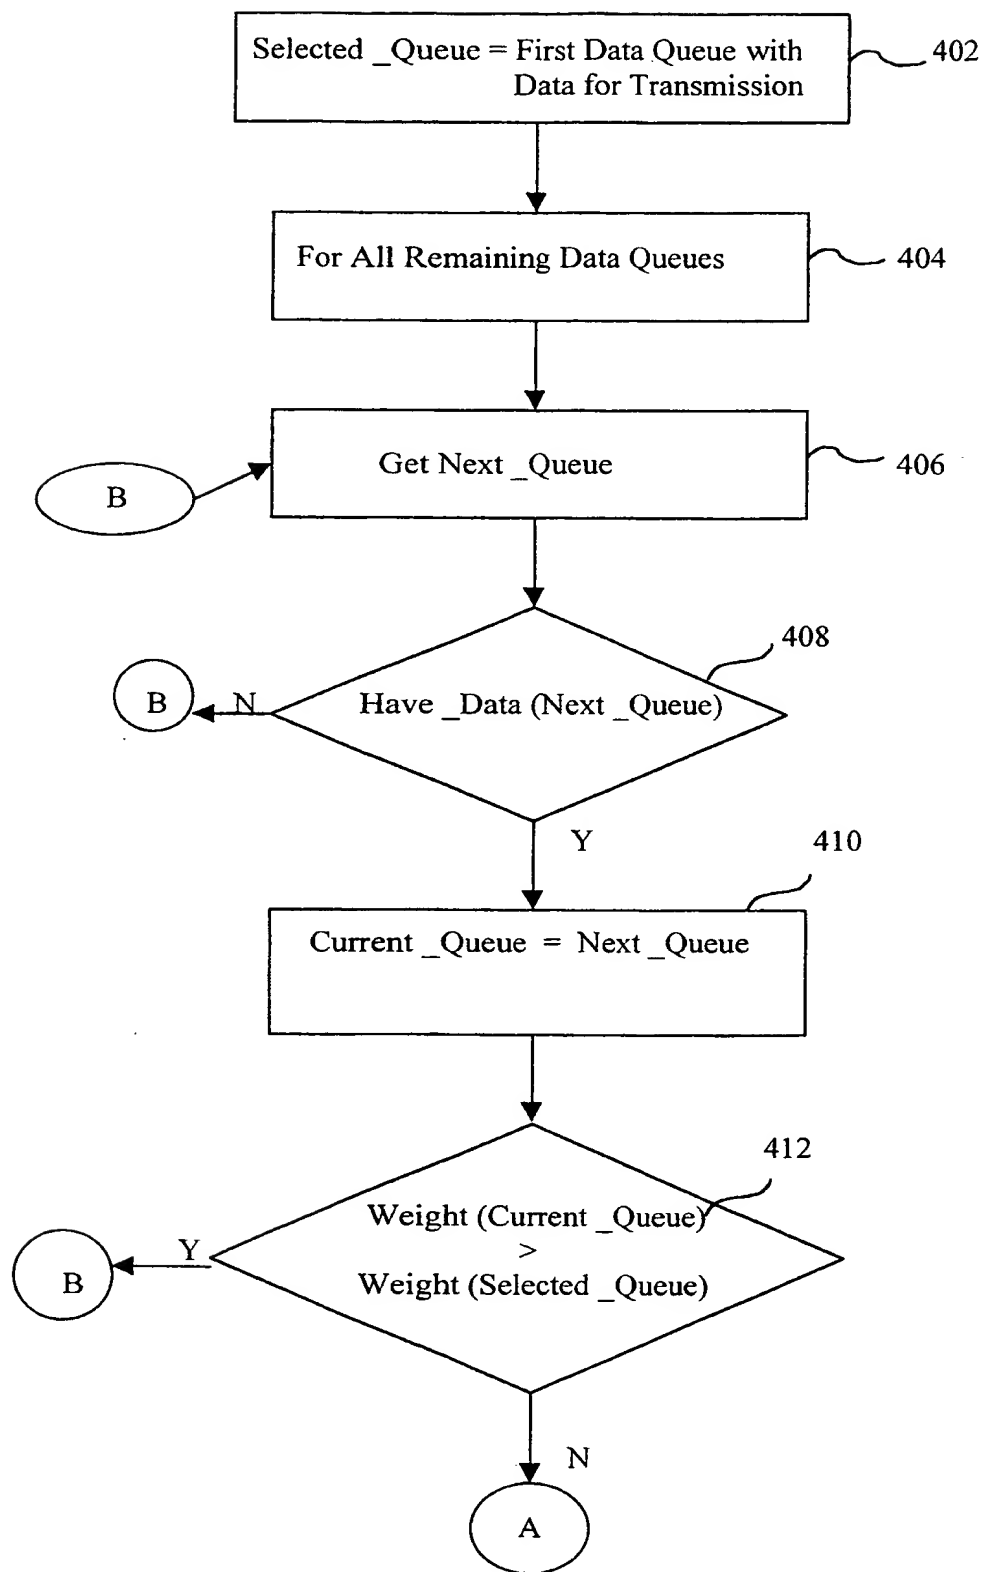 Selected _Queue = First Data Queue with
Data for Transmission
402
For All Remaining Data Queues
404
Get Next _Queue
406
B
408
Have _Data (Next _Queue)
N
B
Y
410
Current _Queue = Next _Queue
412
Weight (Current _Queue)
>
Weight (Selected _Queue)
Y
B
N
A